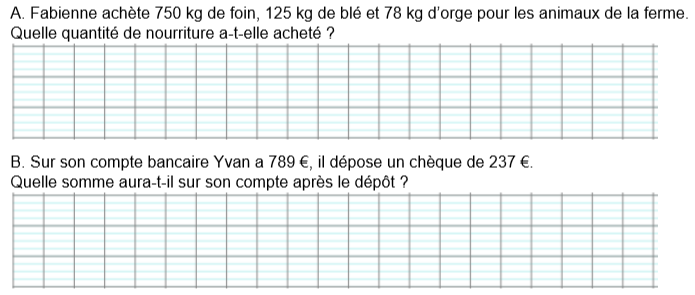 A. Fabienne achète 750 kg de foin, 125 kg de blé et 78 kg d'orge pour les animaux de la ferme.
Quelle quantité de nourriture a-t-elle acheté ?
B. Sur son compte bancaire Yvan a 789 €, il dépose un chèque de 237 €.
Quelle somme aura-t-il sur son compte après le dépôt ?